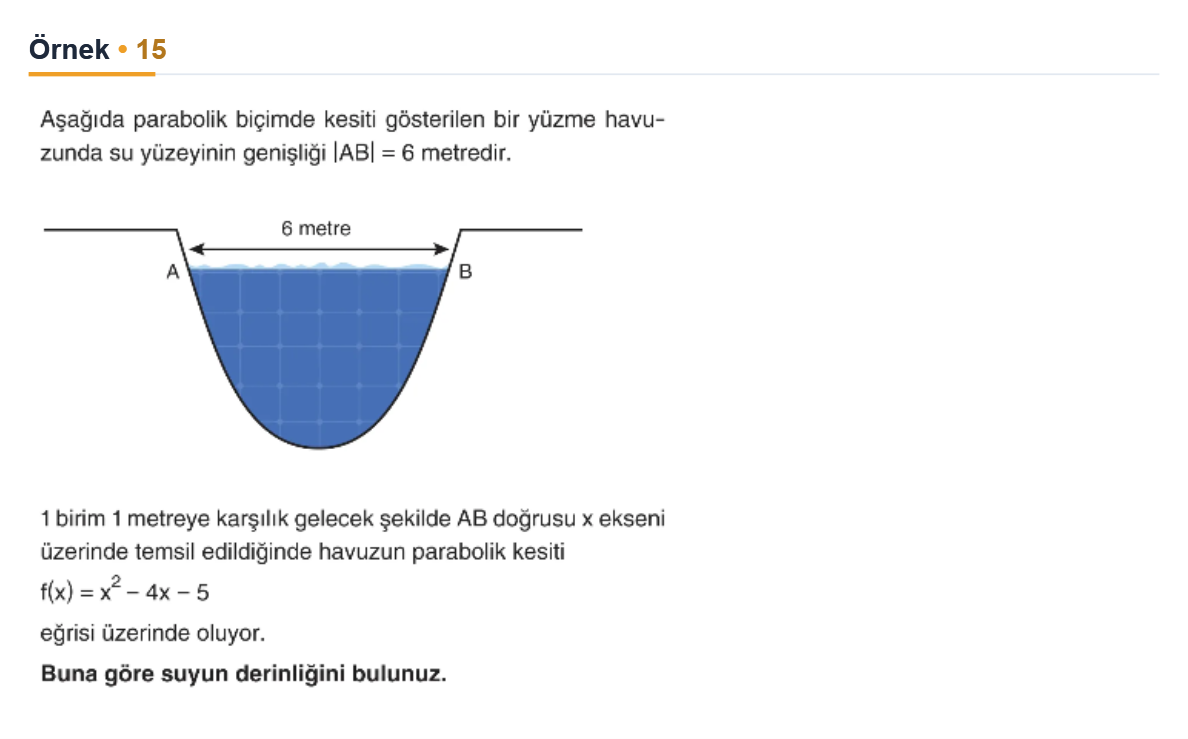 Örnek • 15
Aşağıda parabolik biçimde kesiti gösterilen bir yüzme havu-
zunda su yüzeyinin genişliği |AB| = 6 metredir.
6 metre
A
B
1 birim 1 metreye karşılık gelecek şekilde AB doğrusu x ekseni
üzerinde temsil edildiğinde havuzun parabolik kesiti
f(x) = x² – 4x – 5
eğrisi üzerinde oluyor.
Buna göre suyun derinliğini bulunuz.